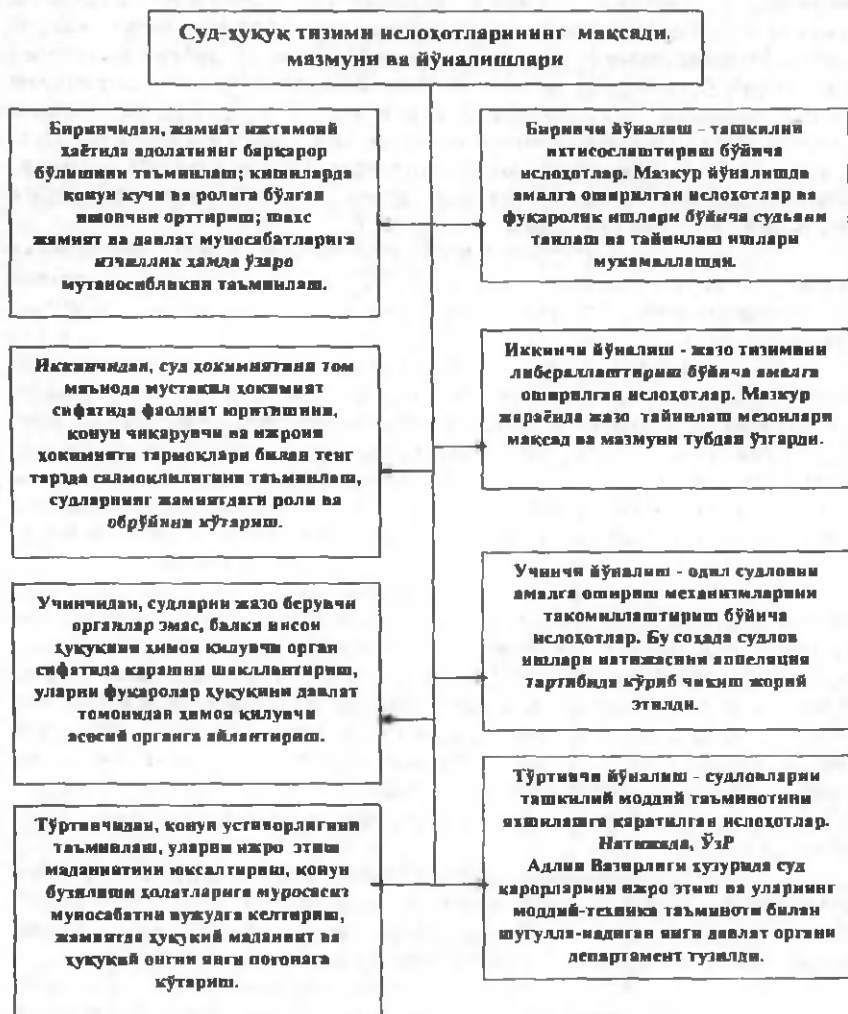 Суд-ҳуқуқ тизими ислоҳотларининг мақсади,
мазмуни ва йўналишлари
Биринчидан, жамият ижтимоий
ҳаётида адолат барқарор
бўлишини таъминлаш; кишиларда
қонун кучи ва ролига бўлган
ишончни орттириш; шахс
жамият ва давлат муносабатларига
изчиллик ҳамда ўзаро
мутаносибликни таъминлаш.
Иккинчидан, суд ҳокимиятини том
маънода мустақил ҳокимият
сифатида фаолият юритишини,
қонун чиқарувчи ва ижроия
ҳокимияти тармоқлари билан тенг
тарзда салмоқлилигини таъминлаш,
судларнинг жамиятдаги роли ва
обрўйини кўтариш.
Учинчидан, судларни жазо берувчи
органлар эмас, балки инсон
ҳуқуқини ҳимоя қилувчи орган
сифатида қарашни шакллантириш,
уларни фуқаролар ҳуқуқини давлат
томонидан ҳимоя қилувчи
асосий органга айлантириш.
Тўртинчидан, қонун устиворлигини
таъминлаш, уларни ижро этиш
маданиятини юксалтириш, қонун
бузилиши ҳолатларига муросасиз
муносабатни вужудга келтириш,
жамиятда ҳуқуқий маданият ва
ҳуқуқий онгни янги поғонага
кўтариш.
Биринчи йўналиш - ташкилий
ихтисослаштириш бўйича
ислоҳотлар. Мазкур йўналишда
амалга оширилган ислоҳотлар ва
фуқаролик ишлари бўйича судьяни
танлаш ва тайинлаш ишлари
мукамаллашди.
Иккинчи йўналиш - жазо тизимини
либераллаштириш бўйича амалга
оширилган ислоҳотлар. Мазкур
жараёнда жазо тайинлаш мезонлари
мақсад ва мазмуни тубдан ўзгарди.
Учинчи йўналиш - одил судловни
амалга ошириш механизмларини
такомиллаштириш бўйича
ислоҳотлар. Бу соҳада судлов
ишлари натижасини аппеляция
тартибида кўриб чиқиш жорий
этилди.
Тўртинчи йўналиш - судловларни
ташкилий моддий таъминотини
яхшилашга қаратилган ислоҳотлар.
Натижада, ЎзР
Адлия Вазирлиги ҳузурида суд
қарорларини ижро этиш ва уларнинг
моддий-техника таъминоти билан
шуғулла-надиган янги давлат органи
департамент тузилди.